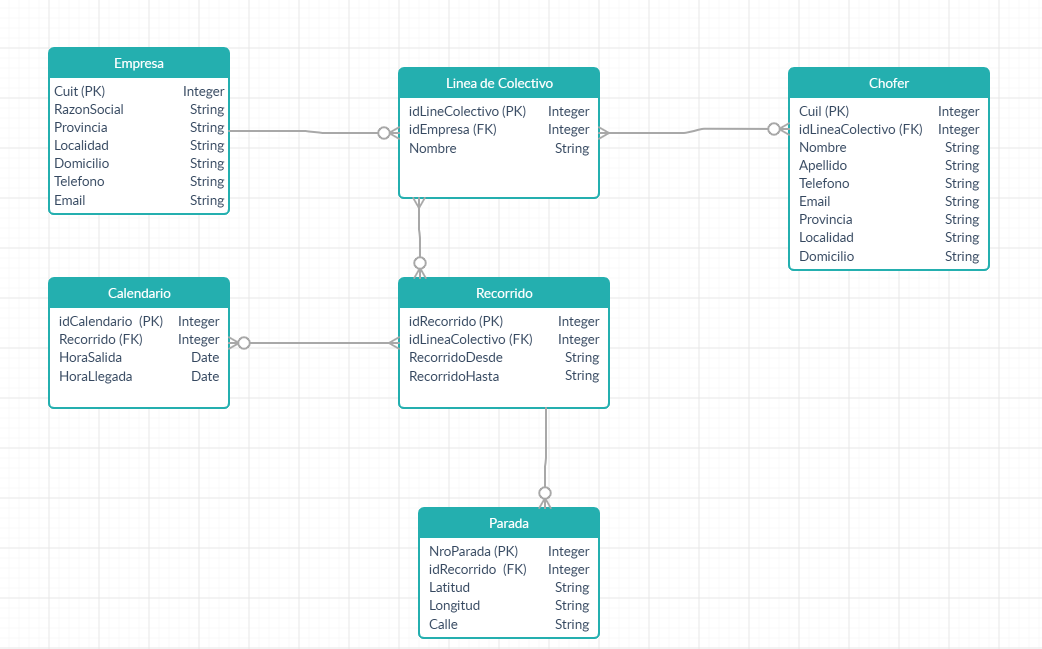 Empresa
Cuit (PK) Integer
RazonSocial String
Provincia String
Localidad String
Domicilio String
Telefono String
Email String
Linea de Colectivo
idLineColectivo (PK) Integer
idEmpresa (FK) Integer
Nombre String
Chofer
Cuil (PK) Integer
idLineaColectivo (FK) Integer
Nombre String
Apellido String
Telefono String
Email String
Provincia String
Localidad String
Domicilio String
Calendario
idCalendario (PK) Integer
Recorrido (FK) Integer
HoraSalida Date
HoraLlegada Date
Recorrido
idRecorrido (PK) Integer
idLineaColectivo (FK) Integer
RecorridoDesde String
RecorridoHasta String
Parada
NroParada (PK) Integer
idRecorrido (FK) Integer
Latitud String
Longitud String
Calle String